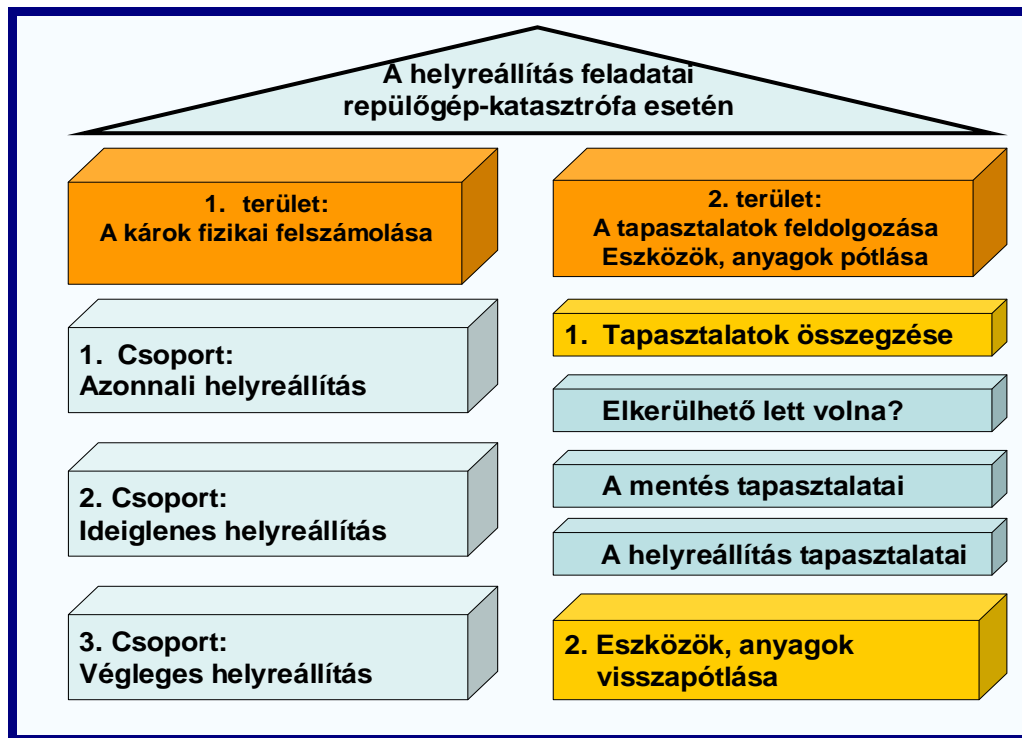 A helyreállítás feladatai
repülőgép-katasztrófa esetén
1. terület:
A károk fizikai felszámolása
1. Csoport:
Azonnali helyreállítás
2. Csoport:
Ideiglenes helyreállítás
3. Csoport:
Végleges helyreállítás
2. terület:
A tapasztalatok feldolgozása
Eszközök, anyagok pótlása
1. Tapasztalatok összegzése
Elkerülhető lett volna?
A mentés tapasztalatai
A helyreállítás tapasztalatai
2. Eszközök, anyagok
visszapótlása